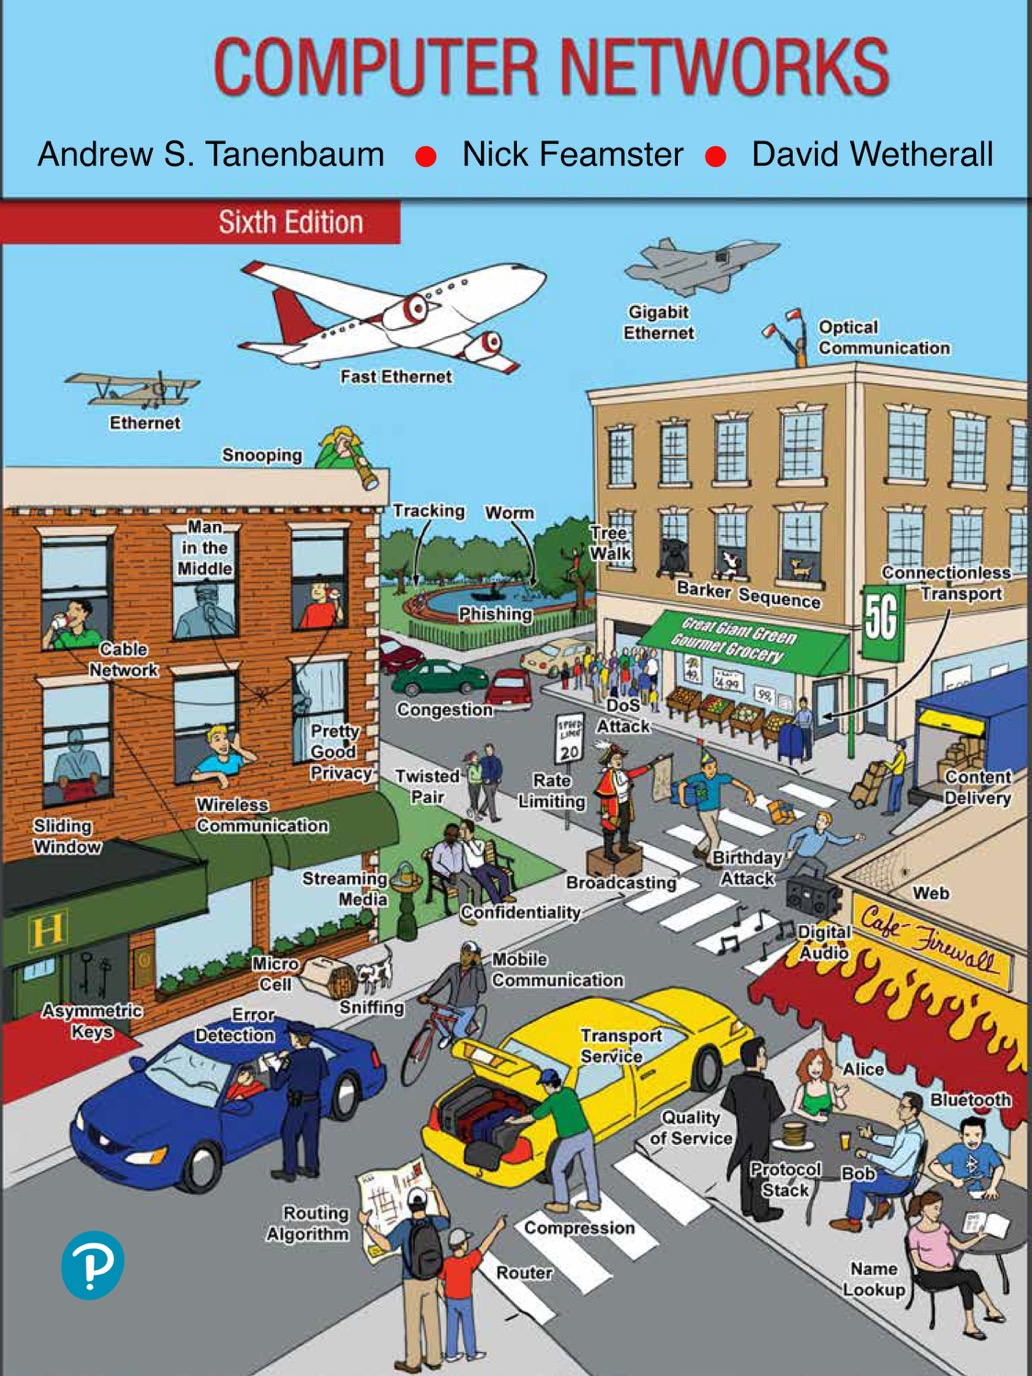 COMPUTER NETWORKS
Andrew S. Tanenbaum ● Nick Feamster ● David Wetherall
Sixth Edition
Gigabit
Ethernet
Optical
Communication
Fast Ethernet
Ethernet
Snooping
Tracking
Worm
Man
in the
Middle
Tree
Walk
Connectionless
Transport
Barker Sequence
Phishing
5G
Great Giant Green
Gourmet Grocery
Cable
Network
4.99
.99
Congestion
DoS
Attack
SPEED
LIMIT
20
Pretty
Good
Privacy
Twisted
Pair
Rate
Limiting
Content
Delivery
Wireless
Communication
Sliding
Window
Birthday
Attack
Broadcasting
Streaming
Media
Web
Confidentiality
H
Café Firewall
Digital
Audio
Micro
Cell
Mobile
Communication
Sniffing
Asymmetric
Keys
Error
Detection
Transport
Service
Alice
Bluetooth
Quality
of Service
Protocol
Stack
Bob
Routing
Algorithm
Compression
Router
Name
Lookup
P